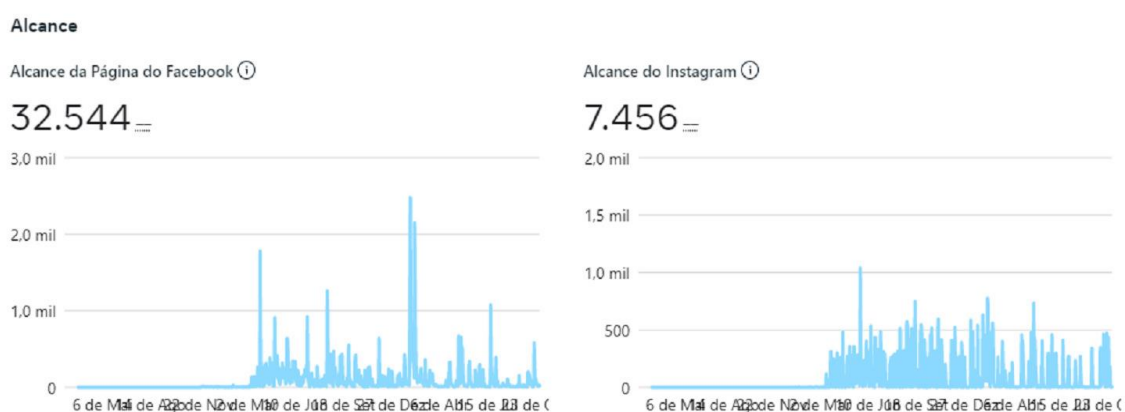 Alcance
Alcance da Página do Facebook
32.544
3,0 mil
2,0 mil
1,0 mil
0
6 de
Alcance do Instagram
7.456
2,0 mil
1,5 mil
1,0 mil
500
0
6 de